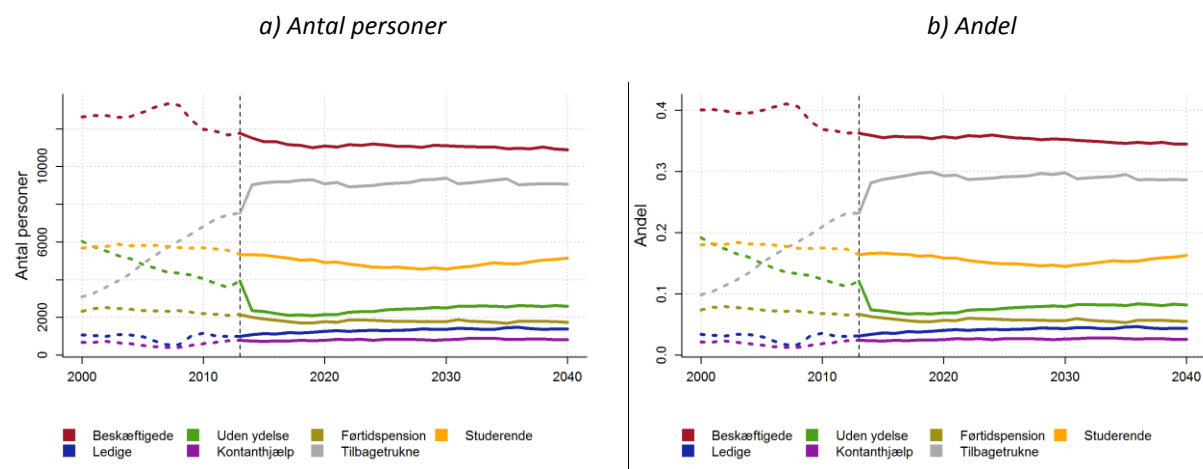 a) Antal personer
b) Andel
Antal personer
10000
6000
2000
0
2000
2010
2020
2030
2040
Beskæftigede
Uden ydelse
Førtidspension
Studerende
Ledige
Kontanthjælp
Tilbagetrukne
Andel
0.4
0.3
0.2
0.1
0.0
2000
2010
2020
2030
2040
Beskæftigede
Uden ydelse
Førtidspension
Studerende
Ledige
Kontanthjælp
Tilbagetrukne